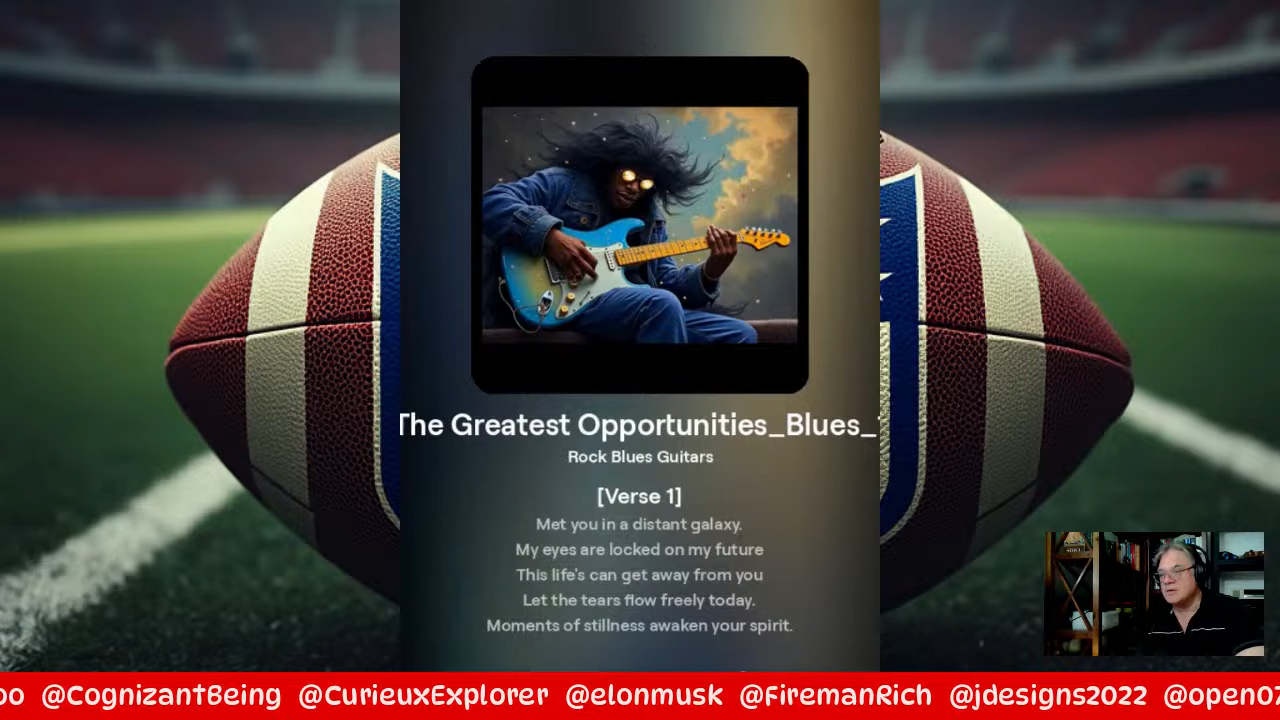 The Greatest Opportunities_Blues_
Rock Blues Guitars
[Verse 1]
Met you in a distant galaxy.
My eyes are locked on my future
This life's can get away from you
Let the tears flow freely today.
Moments of stillness awaken your spirit.
@CognizantBeing @CurieuxExplorer @elonmusk @FiremanRich @jdesigns2022